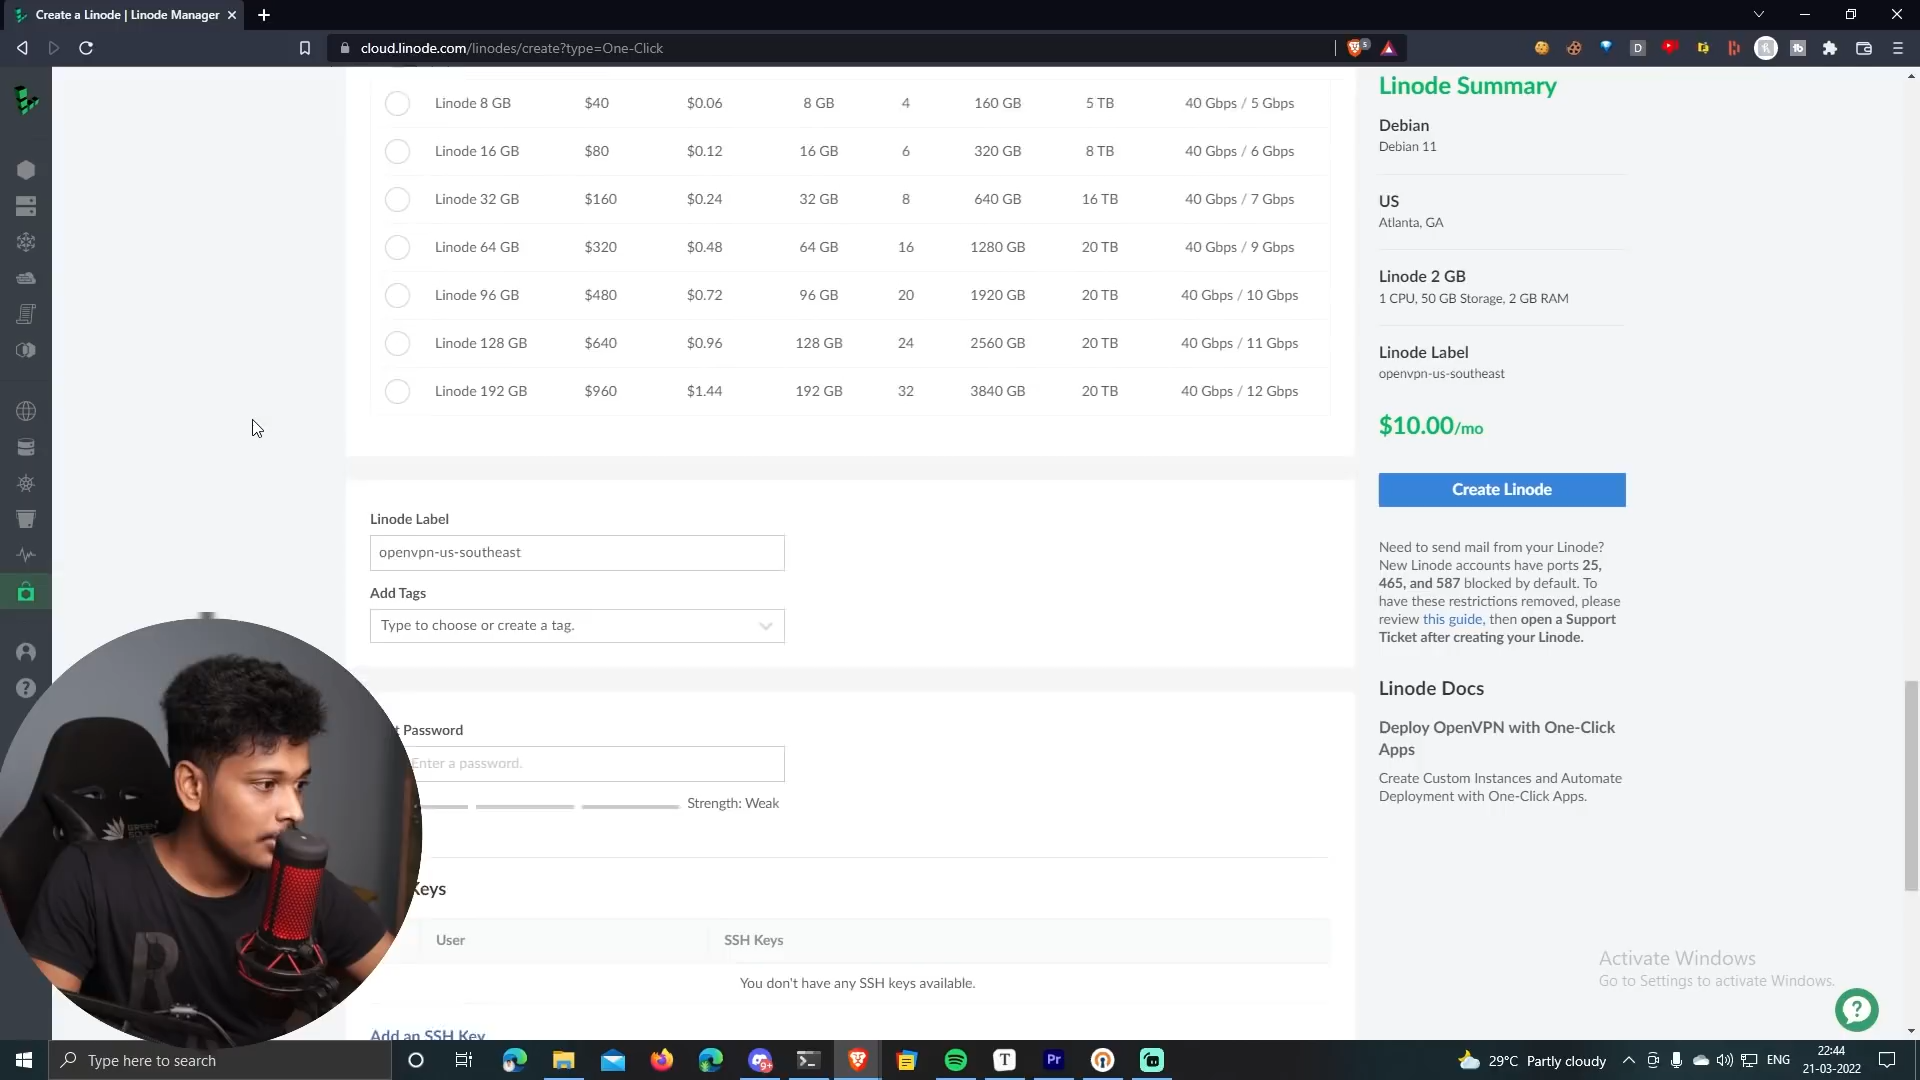 Create a Linode | Linode Manager
cloud.linode.com/linodes/create?type=One-Click
Linode 8 GB $40 $0.06 8 GB 4 160 GB 5 TB 40 Gbps / 5 Gbps
Linode 16 GB $80 $0.12 16 GB 6 320 GB 8 TB 40 Gbps / 6 Gbps
Linode 32 GB $160 $0.24 32 GB 8 640 GB 16 TB 40 Gbps / 7 Gbps
Linode 64 GB $320 $0.48 64 GB 16 1280 GB 20 TB 40 Gbps / 9 Gbps
Linode 96 GB $480 $0.72 96 GB 20 1920 GB 20 TB 40 Gbps / 10 Gbps
Linode 128 GB $640 $0.96 128 GB 24 2560 GB 20 TB 40 Gbps / 11 Gbps
Linode 192 GB $960 $1.44 192 GB 32 3840 GB 20 TB 40 Gbps / 12 Gbps
Linode Label
openvpn-us-southeast
Add Tags
Type to choose or create a tag.
Password
Enter a password.
Strength: Weak
Keys
User SSH Keys
You don't have any SSH keys available.
Add an SSH Key
Linode Summary
Debian
Debian 11
US
Atlanta, GA
Linode 2 GB
1 CPU, 50 GB Storage, 2 GB RAM
Linode Label
openvpn-us-southeast
$10.00/mo
Create Linode
Need to send mail from your Linode?
New Linode accounts have ports 25,
465, and 587 blocked by default. To
have these restrictions removed, please
review this guide, then open a Support
Ticket after creating your Linode.
Linode Docs
Deploy OpenVPN with One-Click
Apps
Create Custom Instances and Automate
Deployment with One-Click Apps.
Activate Windows
Go to Settings to activate Windows.
Type here to search
29°C Partly cloudy
ENG
22:44
21-03-2022